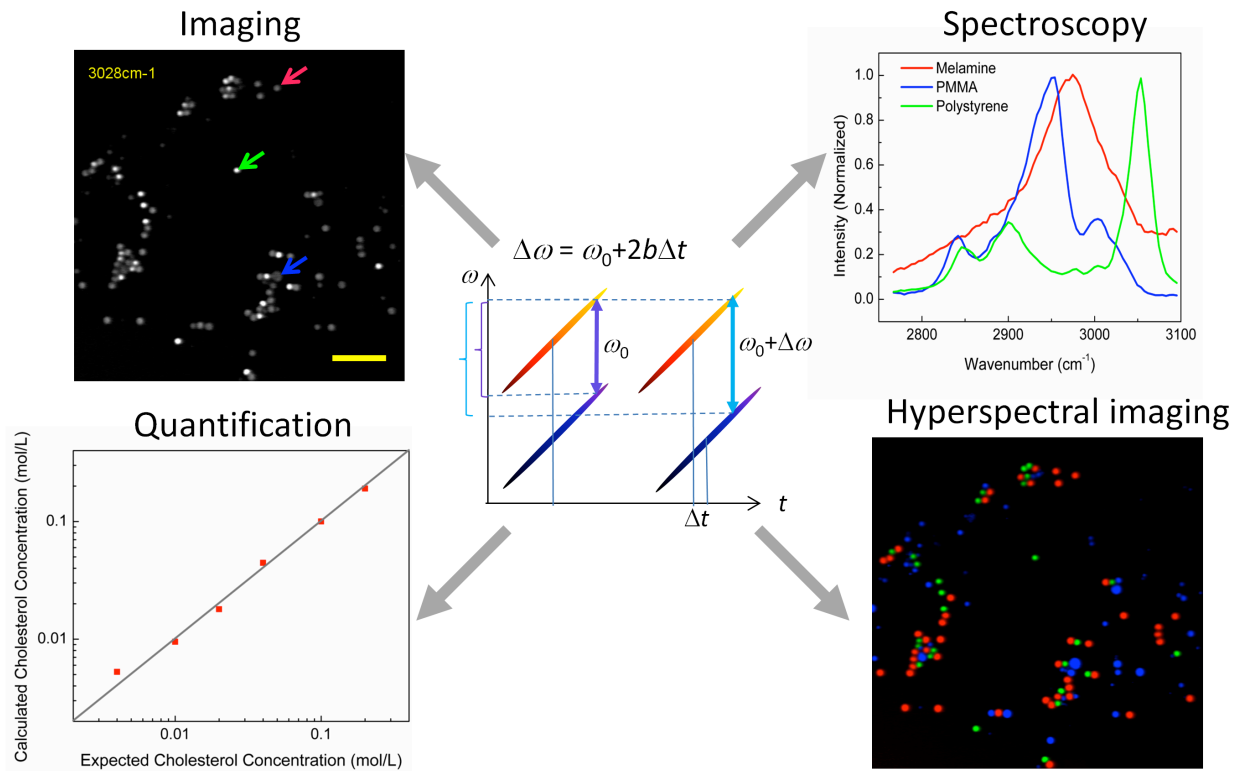 Imaging
3028cm-1
Spectroscopy
Melamine
PMMA
Polystyrene
Intensity (Normalized)
1.0
0.8
0.6
0.4
0.2
0.0
2800 2900 3000 3100
Wavenumber (cm⁻¹)
Δω = ω₀+2bΔt
ω
ω₀
ω₀+Δω
Δt
t
Quantification
Calculated Cholesterol Concentration (mol/L)
0.1
0.01
0.01 0.1
Expected Cholesterol Concentration (mol/L)
Hyperspectral imaging